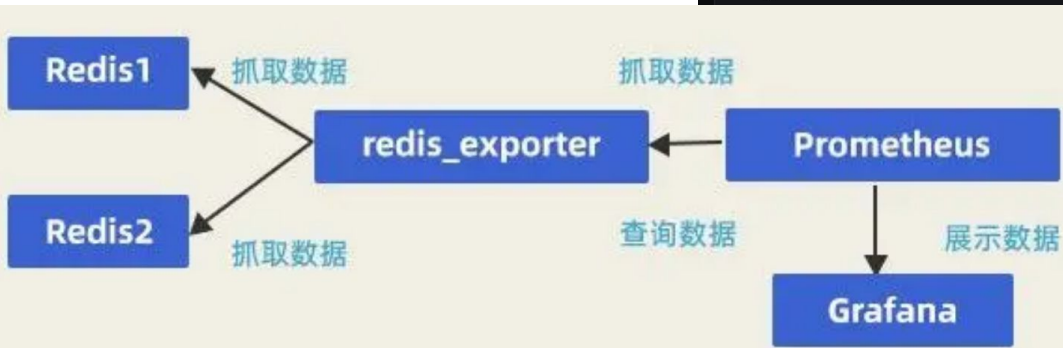 Redis1
抓取数据
抓取数据
redis_exporter
Prometheus
Redis2
抓取数据
查询数据
展示数据
Grafana